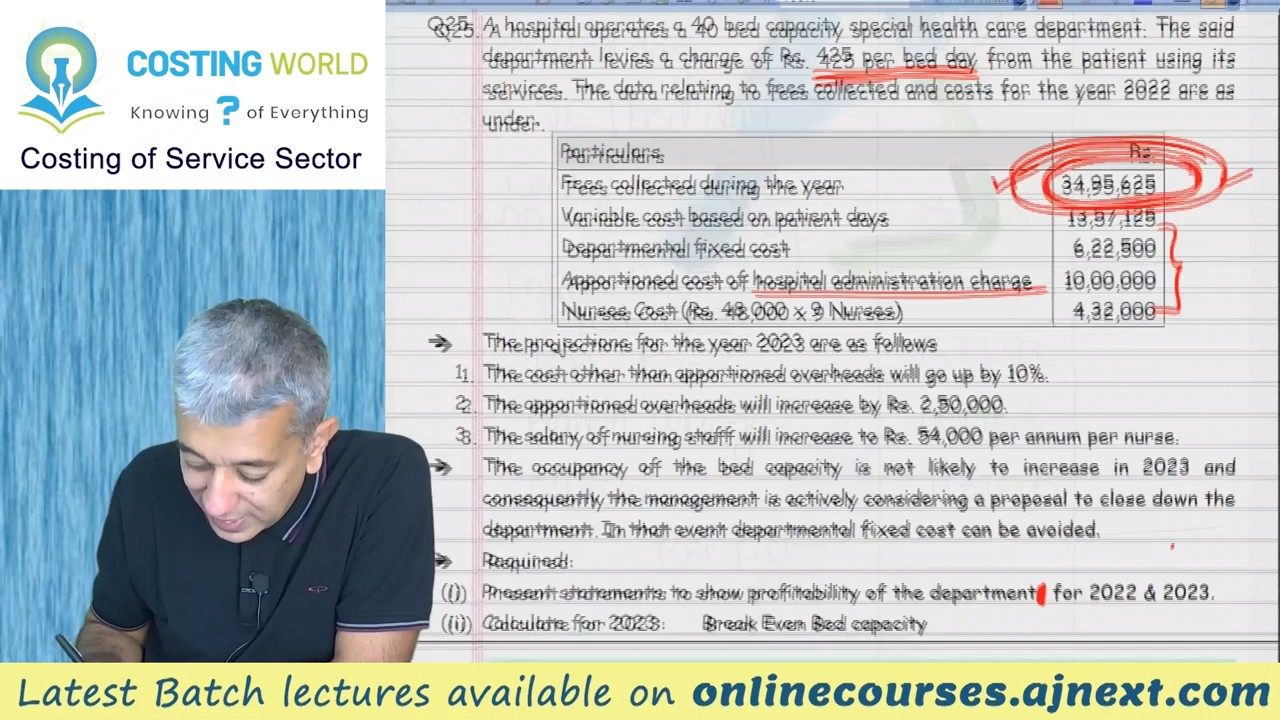 COSTING WORLD
Knowing ? of Everything
Costing of Service Sector
Q25. A hospital operates a 40 bed capacity special health care department. The said
department levies a charge of Rs. 425 per bed day from the patient using its
services. The data relating to fees collected and costs for the year 2022 are as
under.
Particulars Rs.
Fees collected during the year 34,95,625
Variable cost based on patient days 13,57,125
Departmental fixed cost 6,22,500
Apportioned cost of hospital administration charge 10,00,000
Nurses Cost (Rs. 48,000 x 9 Nurses) 4,32,000
→ The projections for the year 2023 are as follows
1. The cost other than apportioned overheads will go up by 10%.
2. The apportioned overheads will increase by Rs. 2,50,000.
3. The salary of nursing staff will increase to Rs. 54,000 per annum per nurse.
→ The occupancy of the bed capacity is not likely to increase in 2023 and
consequently the management is actively considering a proposal to close down the
department. In that event departmental fixed cost can be avoided.
→ Required:
(i) Present statements to show profitability of the department for 2022 & 2023.
(ii) Calculate for 2023: Break Even Bed capacity
Latest Batch lectures available on onlinecourses.ajnext.com